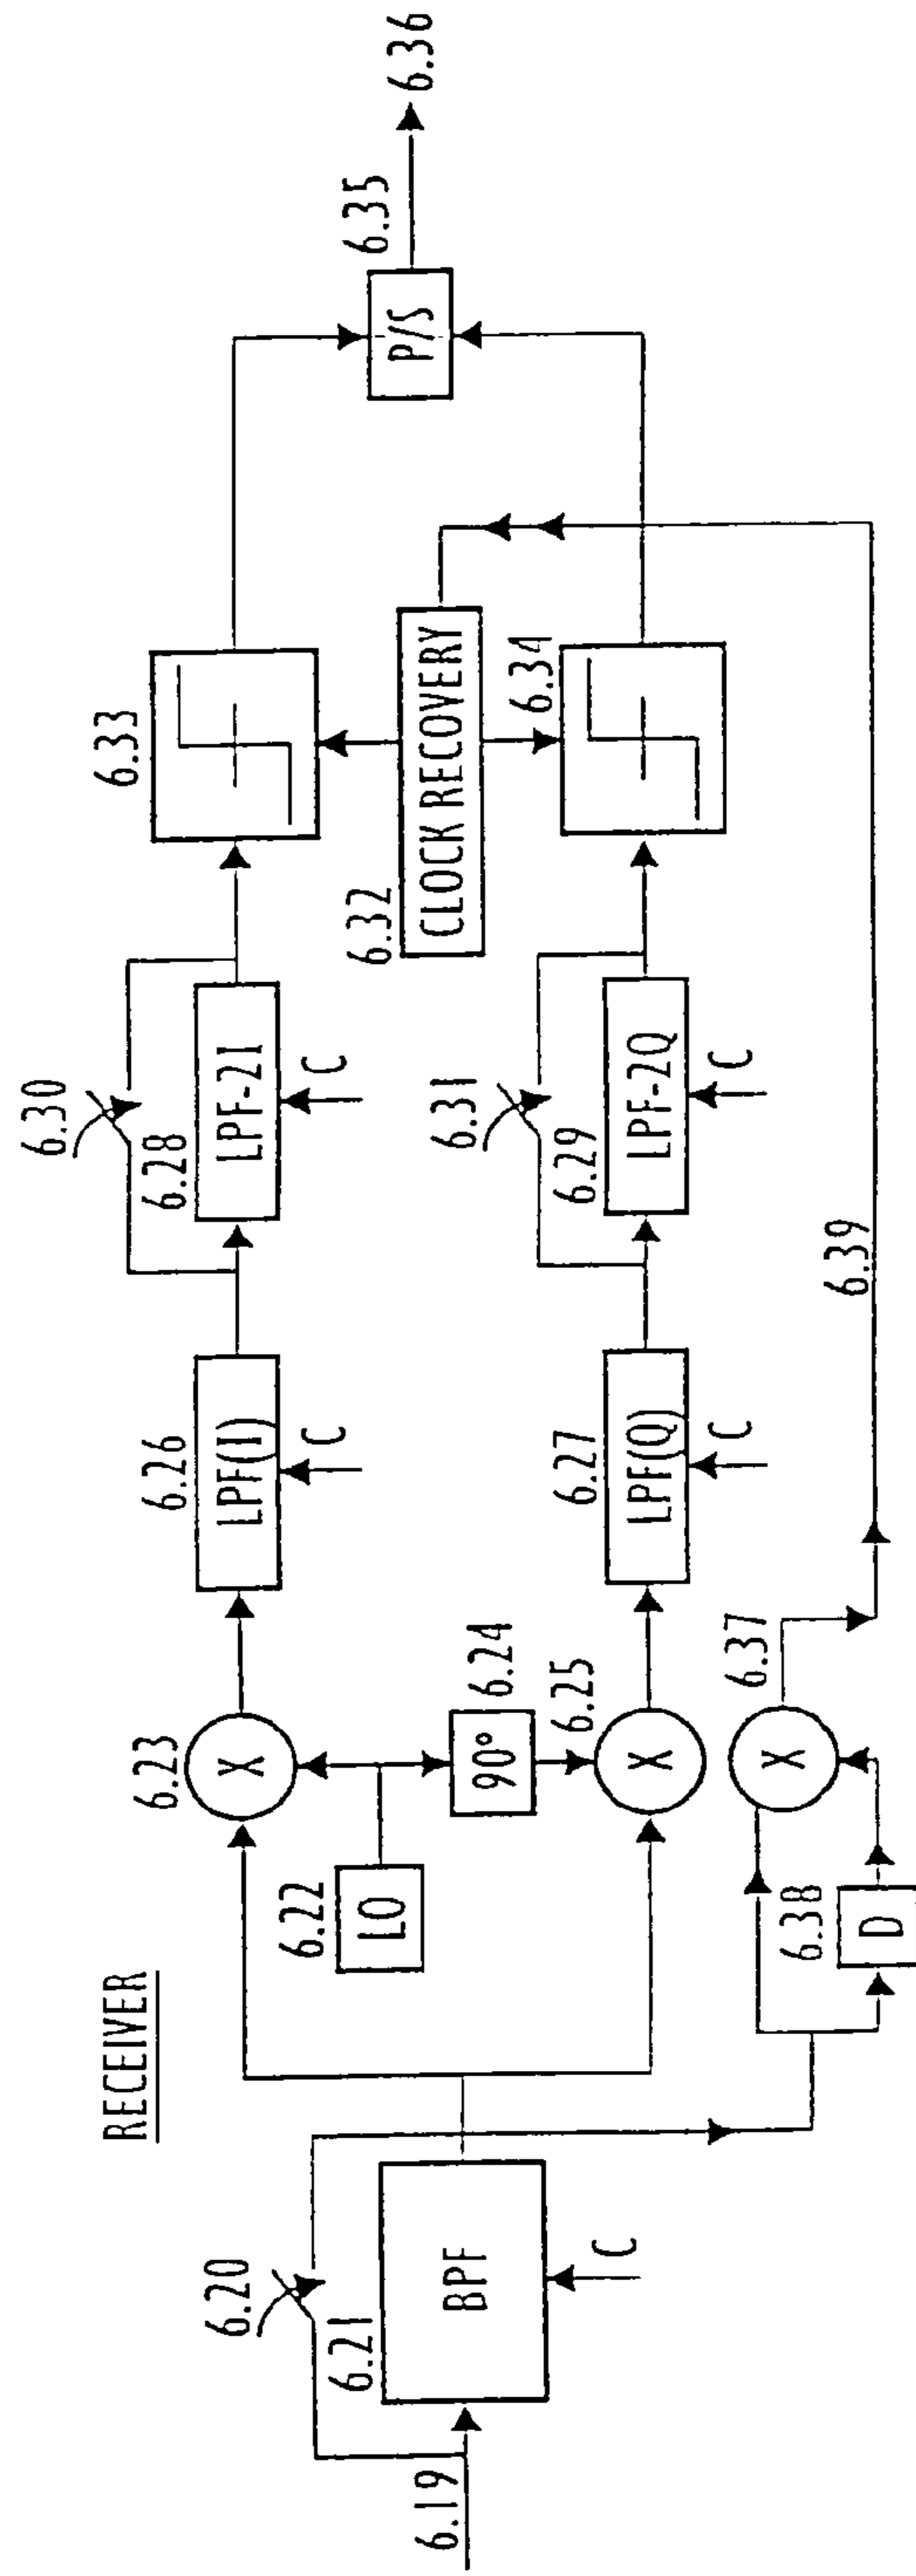 RECEIVER
6.19
6.20
6.21
BPF
C
6.22
LO
6.23
X
6.24
90°
6.25
X
6.26
LPF(I)
C
6.27
LPF(Q)
C
6.28
LPF-2I
C
6.30
6.29
LPF-2Q
C
6.31
6.32
CLOCK RECOVERY
6.33
6.34
P/S
6.35
6.36
6.37
X
6.38
D
6.39